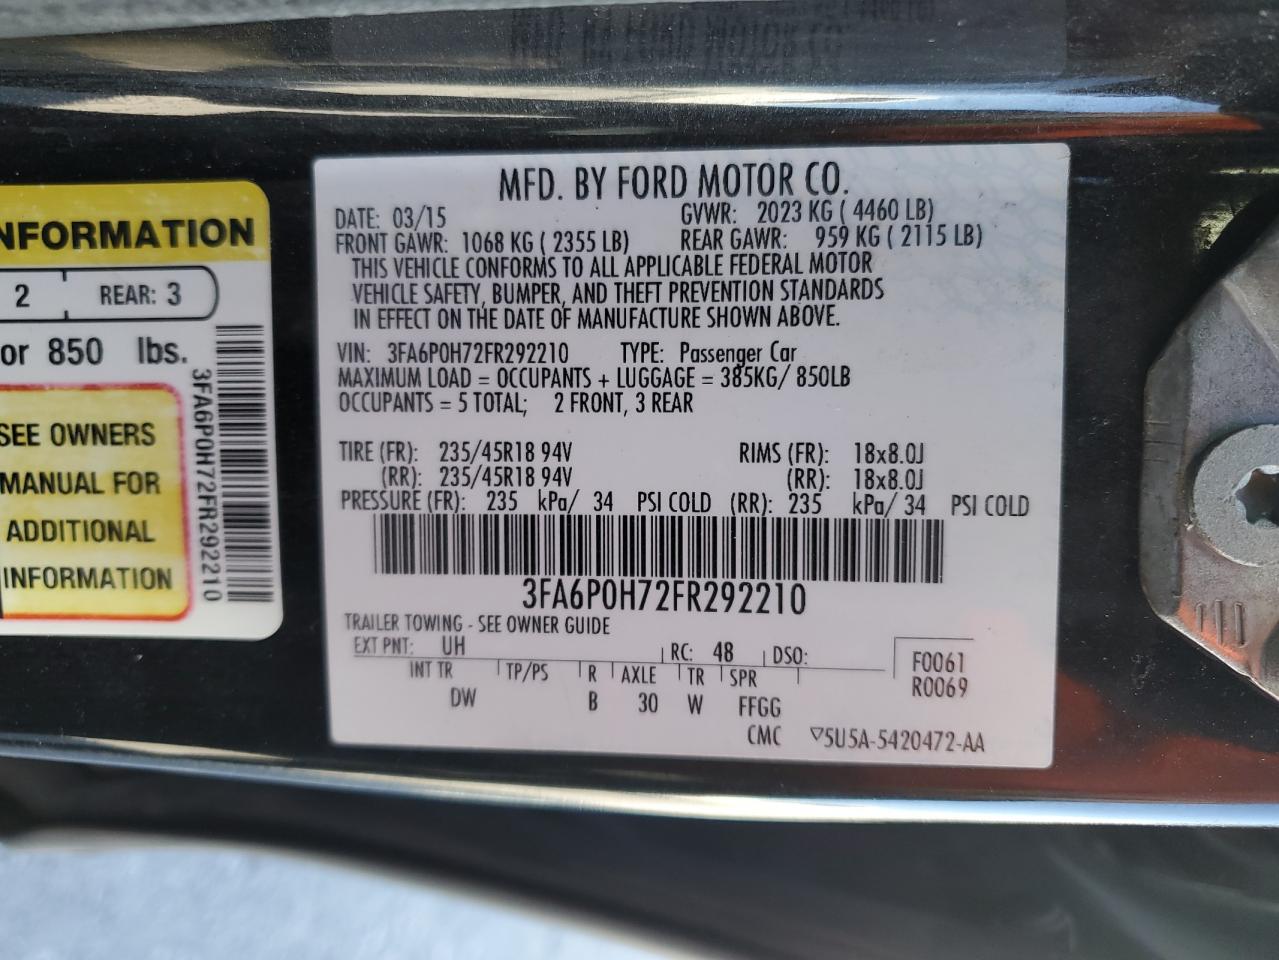 NFORMATION
2 REAR: 3
or 850 lbs.
SEE OWNERS
MANUAL FOR
ADDITIONAL
INFORMATION
3FA6P0H72FR292210
MFD. BY FORD MOTOR CO.
DATE: 03/15 GVWR: 2023 KG ( 4460 LB)
FRONT GAWR: 1068 KG ( 2355 LB) REAR GAWR: 959 KG ( 2115 LB)
THIS VEHICLE CONFORMS TO ALL APPLICABLE FEDERAL MOTOR
VEHICLE SAFETY, BUMPER, AND THEFT PREVENTION STANDARDS
IN EFFECT ON THE DATE OF MANUFACTURE SHOWN ABOVE.
VIN: 3FA6P0H72FR292210 TYPE: Passenger Car
MAXIMUM LOAD = OCCUPANTS + LUGGAGE = 385KG/ 850LB
OCCUPANTS = 5 TOTAL; 2 FRONT, 3 REAR
TIRE (FR): 235/45R18 94V RIMS (FR): 18x8.0J
(RR): 235/45R18 94V (RR): 18x8.0J
PRESSURE (FR): 235 kPa/ 34 PSI COLD (RR): 235 kPa/ 34 PSI COLD
3FA6P0H72FR292210
TRAILER TOWING - SEE OWNER GUIDE
EXT PNT: UH RC: 48 DSO: F0061
INT TR TP/PS R AXLE TR SPR R0069
DW B 30 W FFGG
CMC ▽5U5A-5420472-AA